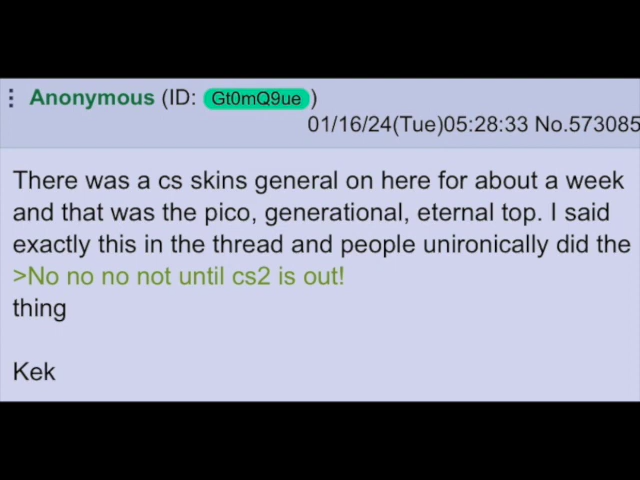 Anonymous (ID: Gt0mQ9ue)
01/16/24(Tue)05:28:33 No.573085
There was a cs skins general on here for about a week
and that was the pico, generational, eternal top. I said
exactly this in the thread and people unironically did the
>No no no not until cs2 is out!
thing
Kek